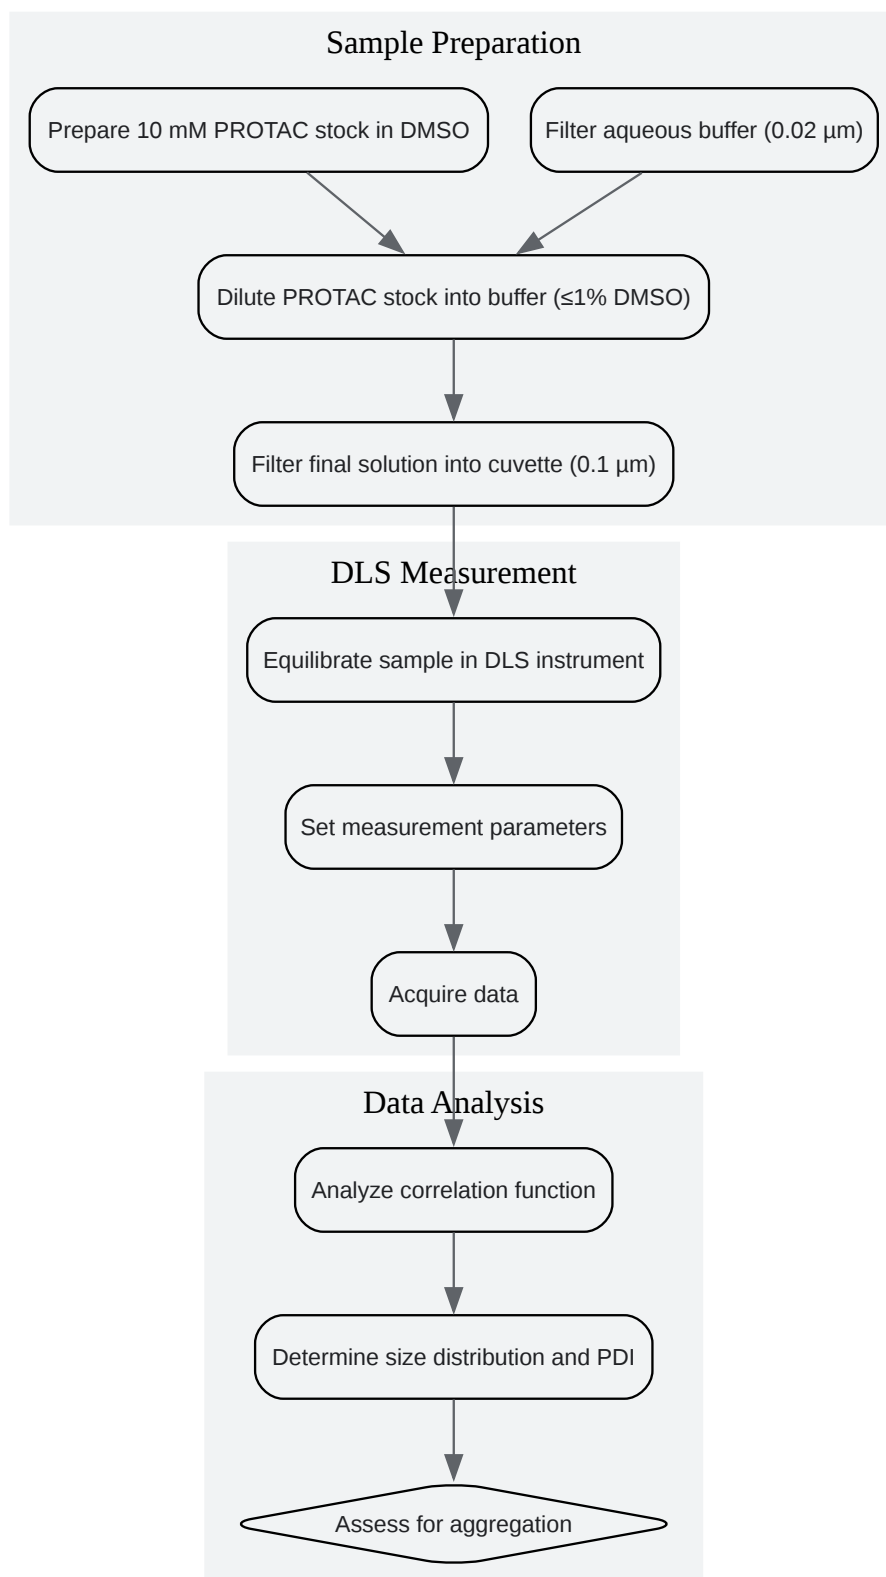 Sample Preparation
Prepare 10 mM PROTAC stock in DMSO
Filter aqueous buffer (0.02 µm)
Dilute PROTAC stock into buffer (≤1% DMSO)
Filter final solution into cuvette (0.1 µm)
DLS Measurement
Equilibrate sample in DLS instrument
Set measurement parameters
Acquire data
Data Analysis
Analyze correlation function
Determine size distribution and PDI
Assess for aggregation